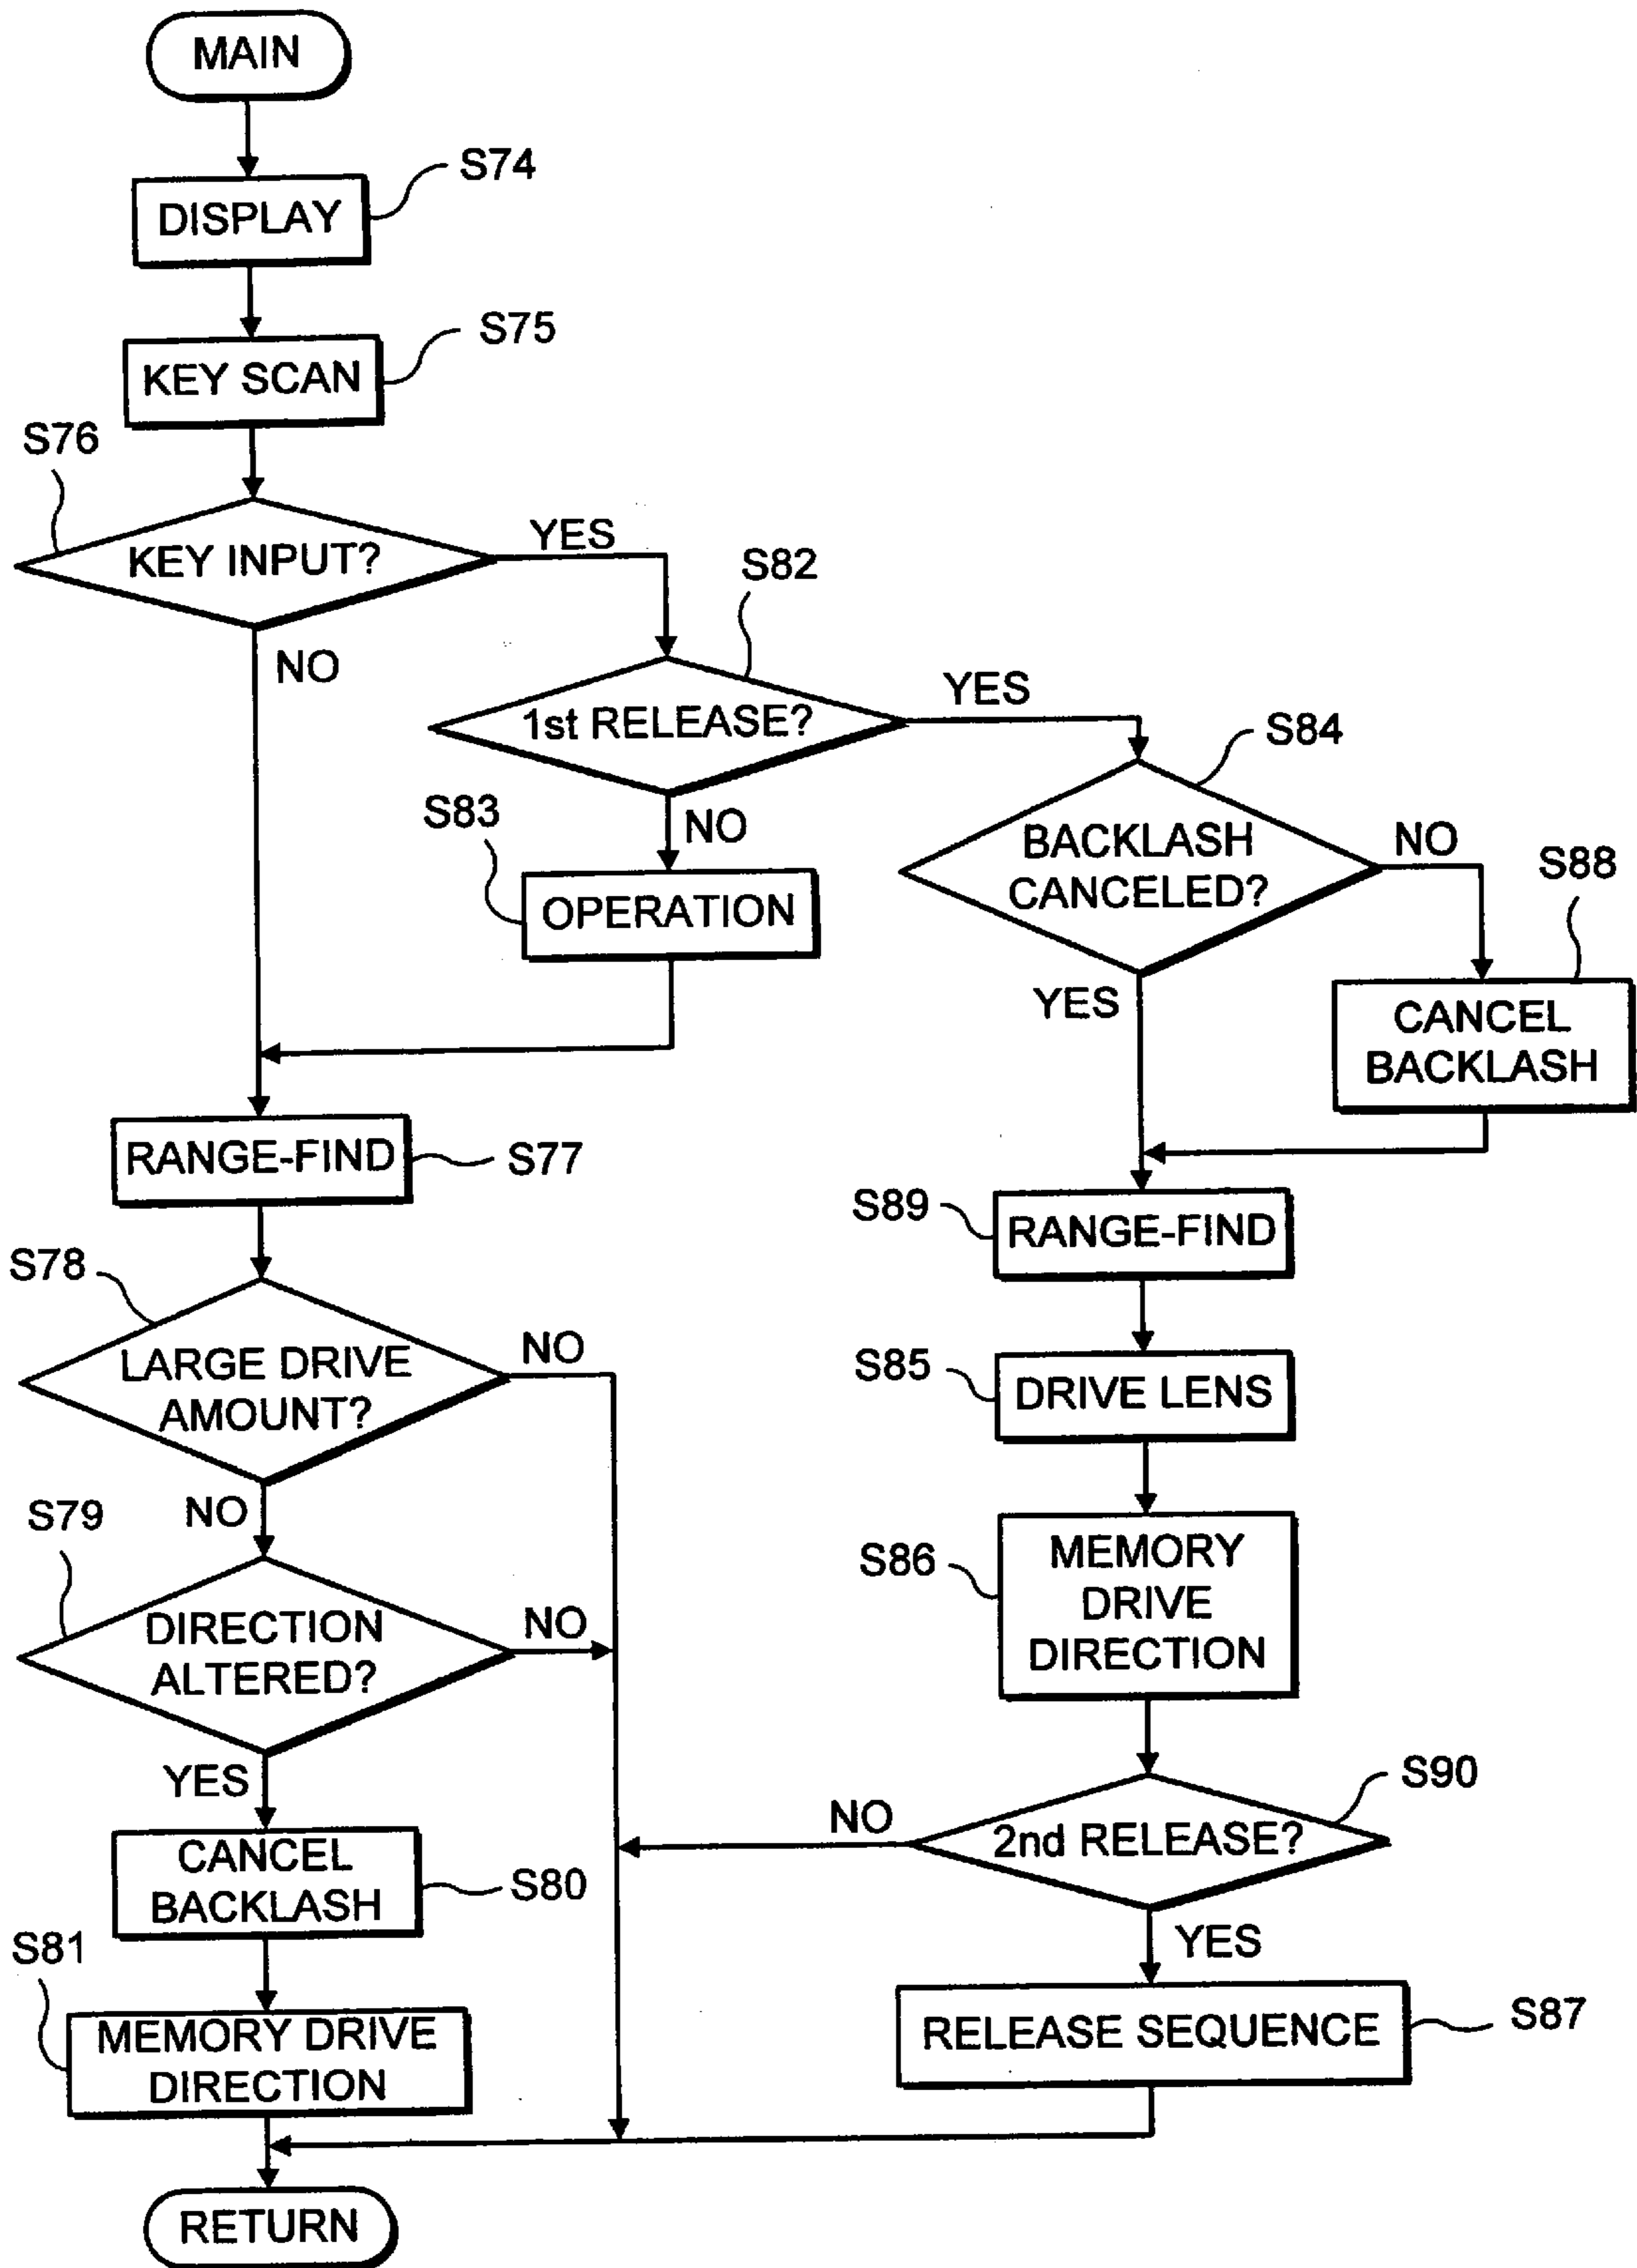 MAIN
S74
DISPLAY
S75
KEY SCAN
S76
KEY INPUT?
YES
NO
S82
1st RELEASE?
YES
NO
S83
OPERATION
S84
BACKLASH
CANCELED?
NO
YES
S88
CANCEL
BACKLASH
RANGE-FIND
S77
S89
RANGE-FIND
S78
LARGE DRIVE
AMOUNT?
NO
NO
S85
DRIVE LENS
S79
DIRECTION
ALTERED?
NO
YES
S86
MEMORY
DRIVE
DIRECTION
S90
2nd RELEASE?
NO
YES
CANCEL
BACKLASH
S80
S81
MEMORY DRIVE
DIRECTION
RELEASE SEQUENCE
S87
RETURN